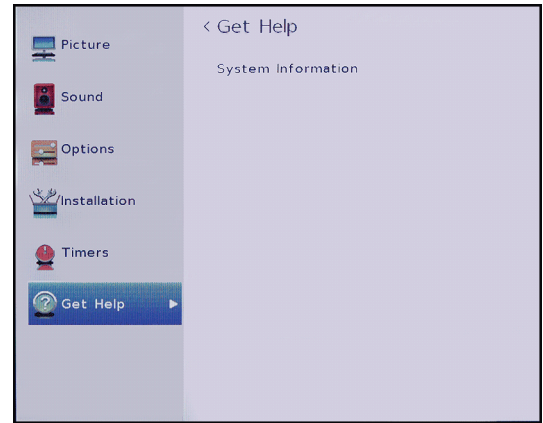 Picture
Sound
Options
Installation
Timers
Get Help
< Get Help
System Information